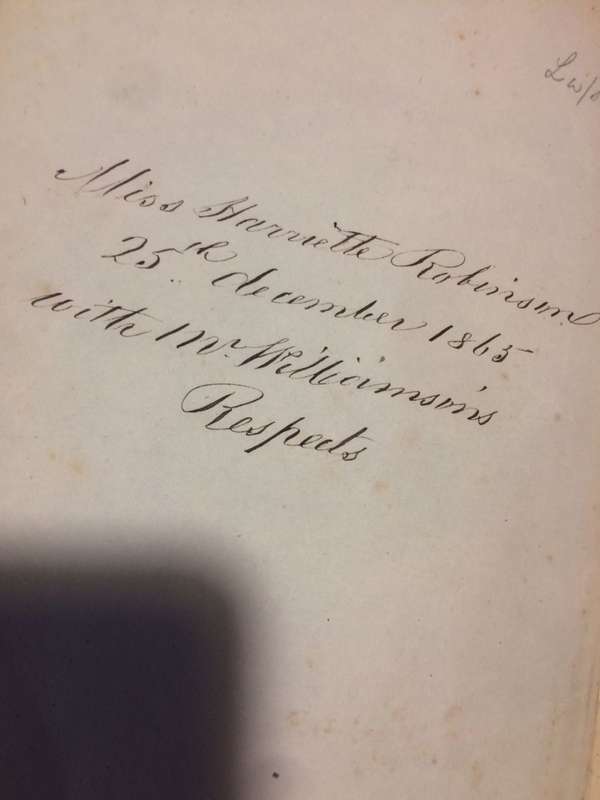 Miss Harriette Robinson
25th december 1865
with Mr. Williamson's
Respects